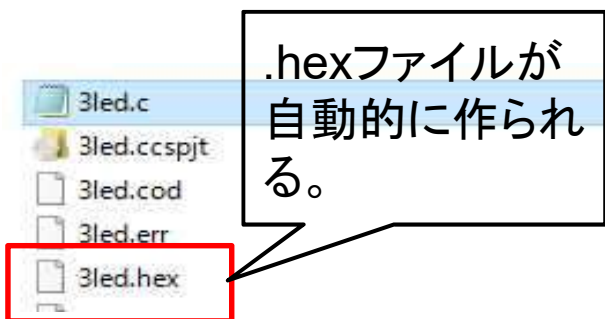 .hexファイルが
自動的に作られ
る。
3led.c
3led.ccspjt
3led.cod
3led.err
3led.hex